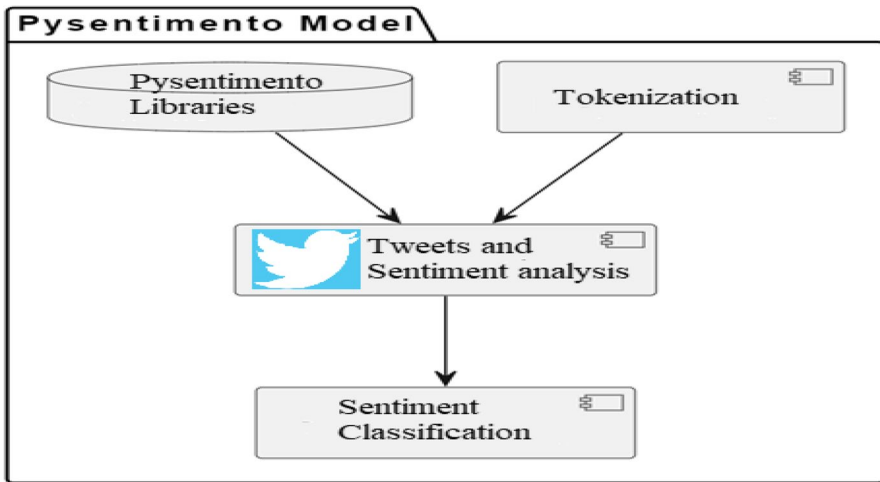 Pysentimento Model
Pysentimento
Libraries
Tokenization
Tweets and
Sentiment analysis
Sentiment
Classification